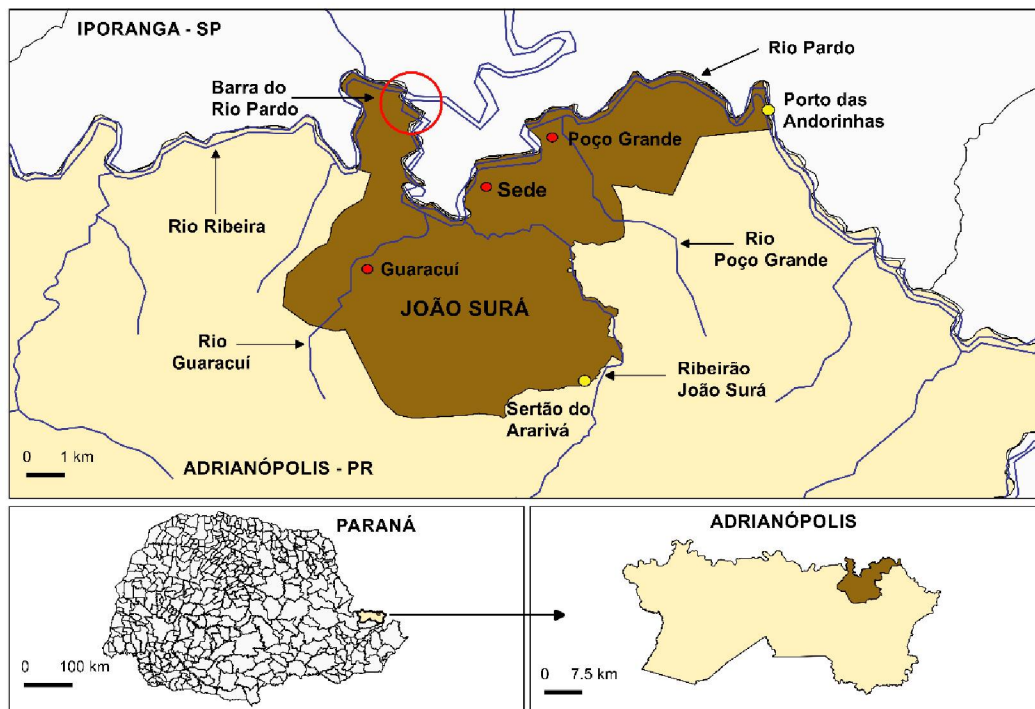 IPORANGA - SP
Rio Pardo
Barra do
Rio Pardo
Porto das
Andorinhas
Poço Grande
Sede
Rio Ribeira
Rio
Poço Grande
Guaracuí
JOÃO SURÁ
Rio
Guaracuí
Ribeirão
João Surá
Sertão do
Ararivá
0 1 km
ADRIANÓPOLIS - PR
PARANÁ
0 100 km
ADRIANÓPOLIS
0 7.5 km